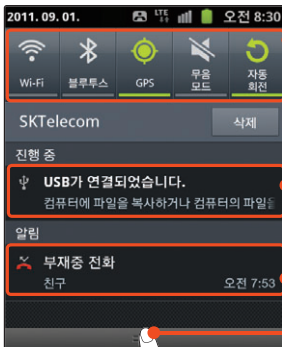 2011. 09. 01. LTE 오전 8:30
Wi-Fi 블루투스 GPS 무음 모드 자동 회전
SKTelecom 삭제
진행 중
USB가 연결되었습니다.
컴퓨터에 파일을 복사하거나 컴퓨터의 파일을
알림
부재중 전화
친구 오전 7:53